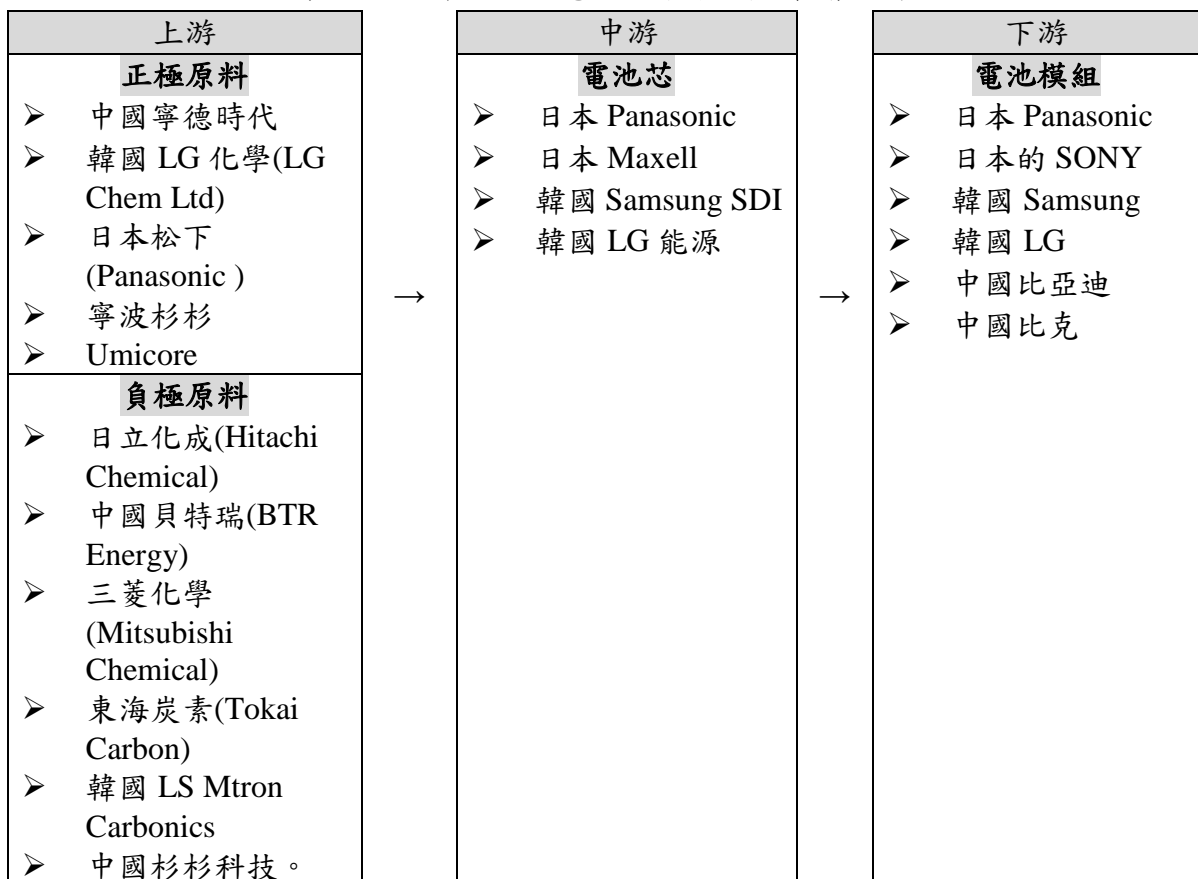 上游
正極原料
➢ 中國寧德時代
➢ 韓國 LG 化學(LG
Chem Ltd)
➢ 日本松下
(Panasonic )
➢ 寧波杉杉
➢ Umicore
負極原料
➢ 日立化成(Hitachi
Chemical)
➢ 中國貝特瑞(BTR
Energy)
➢ 三菱化學
(Mitsubishi
Chemical)
➢ 東海炭素(Tokai
Carbon)
➢ 韓國 LS Mtron
Carbonics
➢ 中國杉杉科技。
→
中游
電池芯
➢ 日本 Panasonic
➢ 日本 Maxell
➢ 韓國 Samsung SDI
➢ 韓國 LG 能源
→
下游
電池模組
➢ 日本 Panasonic
➢ 日本的 SONY
➢ 韓國 Samsung
➢ 韓國 LG
➢ 中國比亞迪
➢ 中國比克